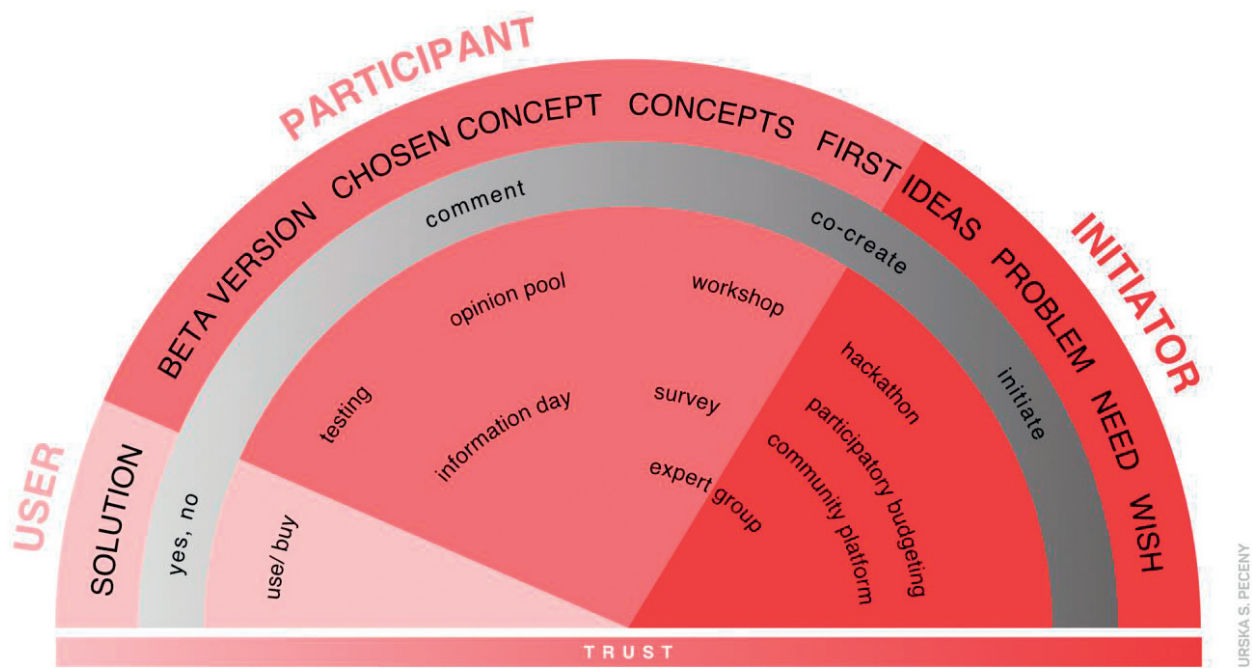 USER
PARTICIPANT
INITIATOR
SOLUTION
BETA VERSION
CHOSEN CONCEPT
CONCEPTS
FIRST IDEAS
PROBLEM
NEED
WISH
yes, no
comment
co-create
initiate
use/ buy
testing
opinion pool
information day
workshop
survey
expert group
hackathon
participatory budgeting
community platform
TRUST
URSKA S. PECENY